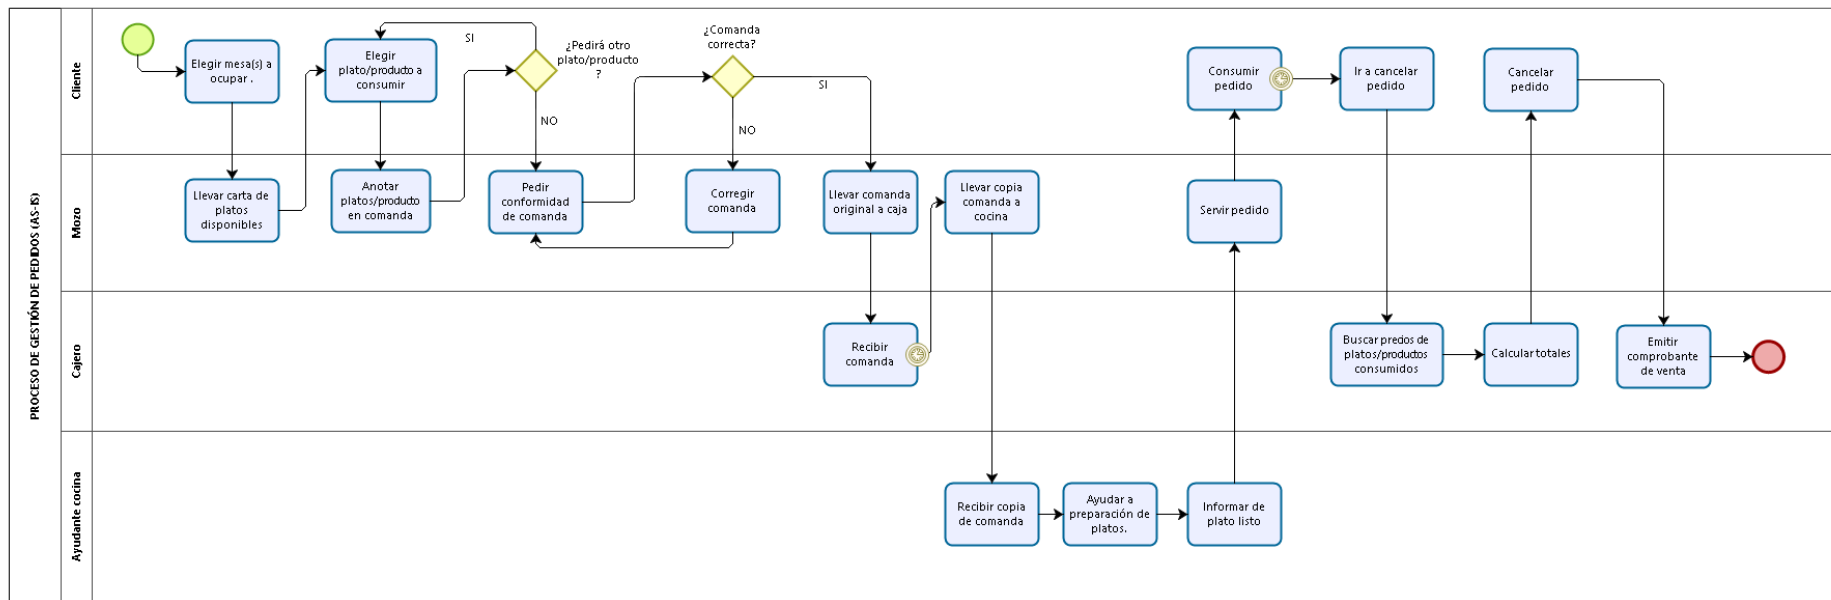 PROCESO DE GESTIÓN DE PEDIDOS (AS-IS)
Cliente
Elegir mesa(s) a
ocupar .
Elegir
plato/producto a
consumir
SI
¿Pedirá otro
plato/producto
?
NO
¿Comanda
correcta?
SI
NO
Consumir
pedido
Ir a cancelar
pedido
Cancelar
pedido
Mozo
Llevar carta de
platos
disponibles
Anotar
platos/producto
en comanda
Pedir
conformidad
de comanda
Corregir
comanda
Llevar comanda
original a caja
Llevar copia
comanda a
cocina
Servir pedido
Cajero
Recibir
comanda
Buscar precios de
platos/productos
consumidos
Calcular totales
Emitir
comprobante
de venta
Ayudante cocina
Recibir copia
de comanda
Ayudar a
preparación de
platos.
Informar de
plato listo